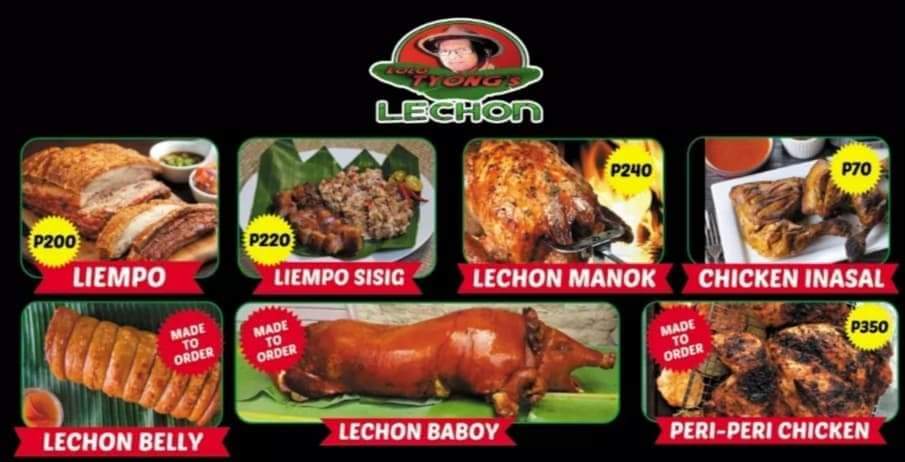 LOLO
TYONG'S
LECHON
P200
LIEMPO
P220
LIEMPO SISIG
P240
LECHON MANOK
P70
CHICKEN INASAL
MADE
TO
ORDER
LECHON BELLY
MADE
TO
ORDER
LECHON BABOY
MADE
TO
ORDER
P350
PERI-PERI CHICKEN